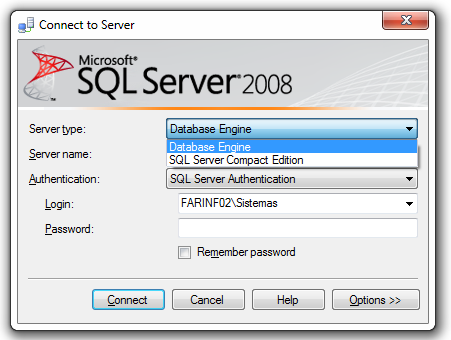 Connect to Server
Microsoft®
SQL Server® 2008
Server type: Database Engine
Database Engine
Server name: SQL Server Compact Edition
Authentication: SQL Server Authentication
Login: FARINF02\Sistemas
Password:
Remember password
Connect Cancel Help Options >>